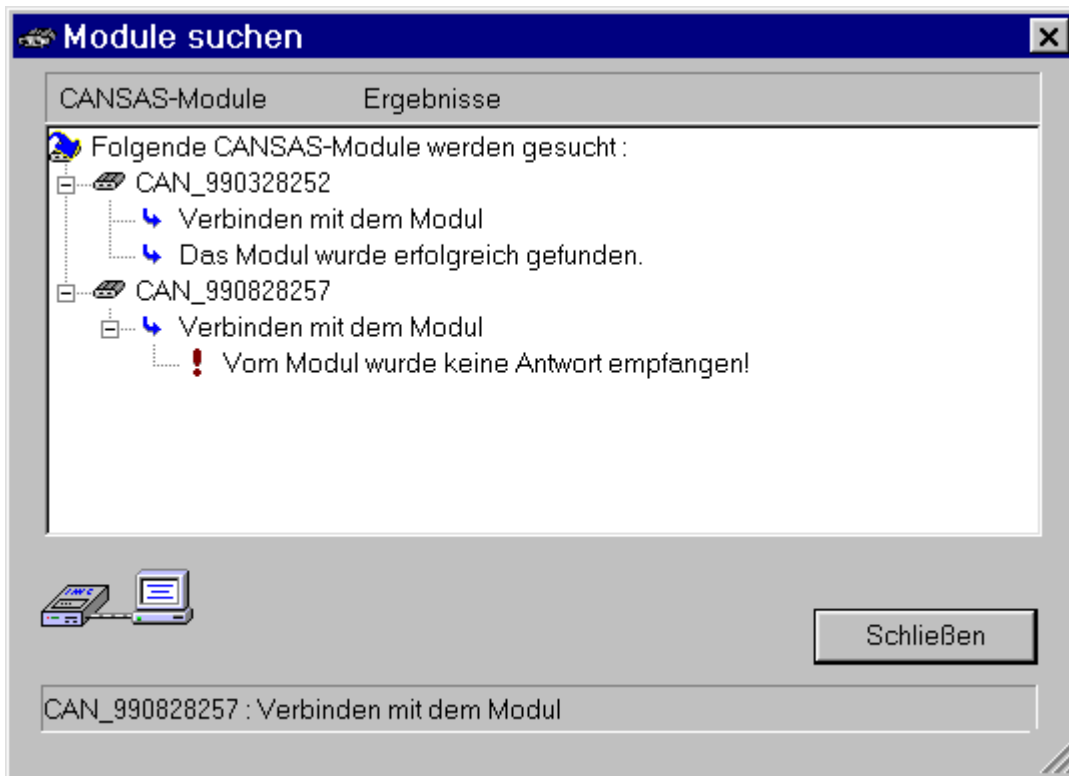 Module suchen
CANSAS-Module Ergebnisse
Folgende CANSAS-Module werden gesucht :
CAN_990328252
Verbinden mit dem Modul
Das Modul wurde erfolgreich gefunden.
CAN_990828257
Verbinden mit dem Modul
Vom Modul wurde keine Antwort empfangen!
imc
Schließen
CAN_990828257 : Verbinden mit dem Modul